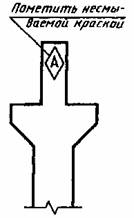 Пометить несмы-
ваемой краской
А